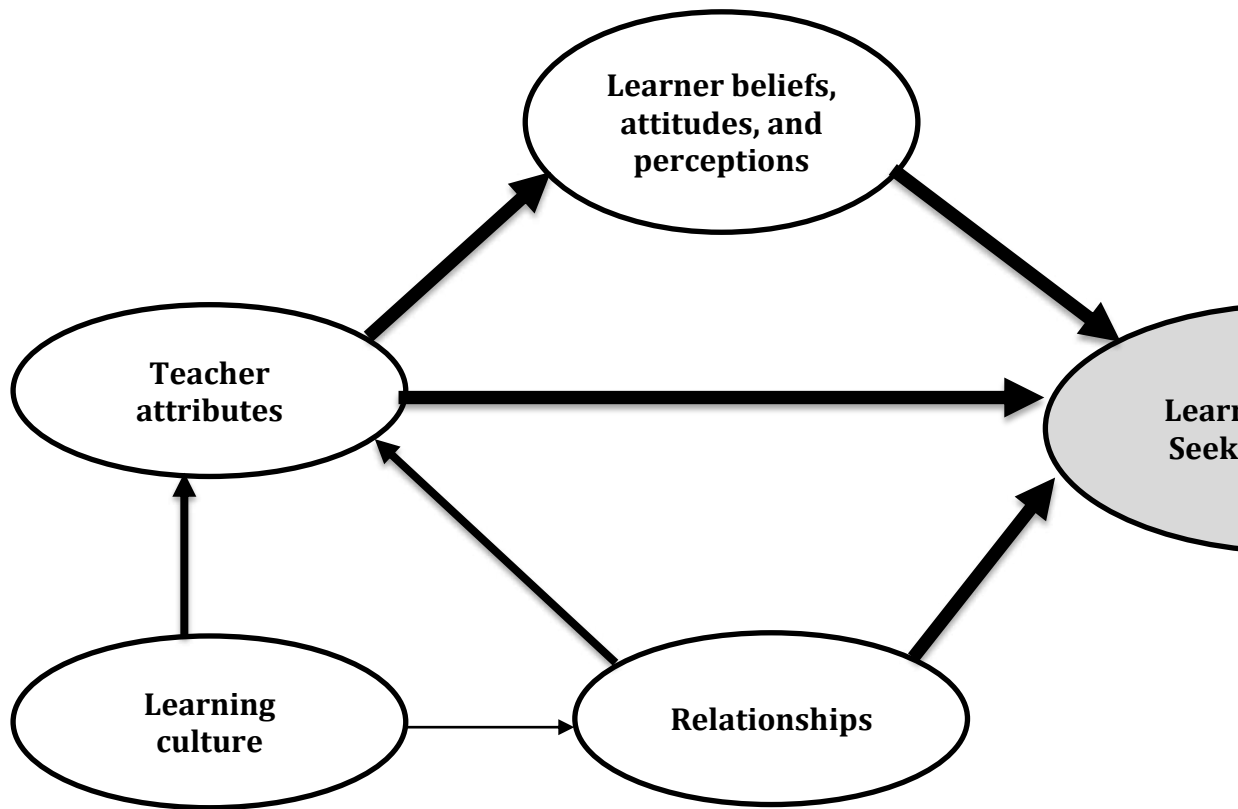 Learner beliefs,
attitudes, and
perceptions
Teacher
attributes
Learning
culture
Relationships